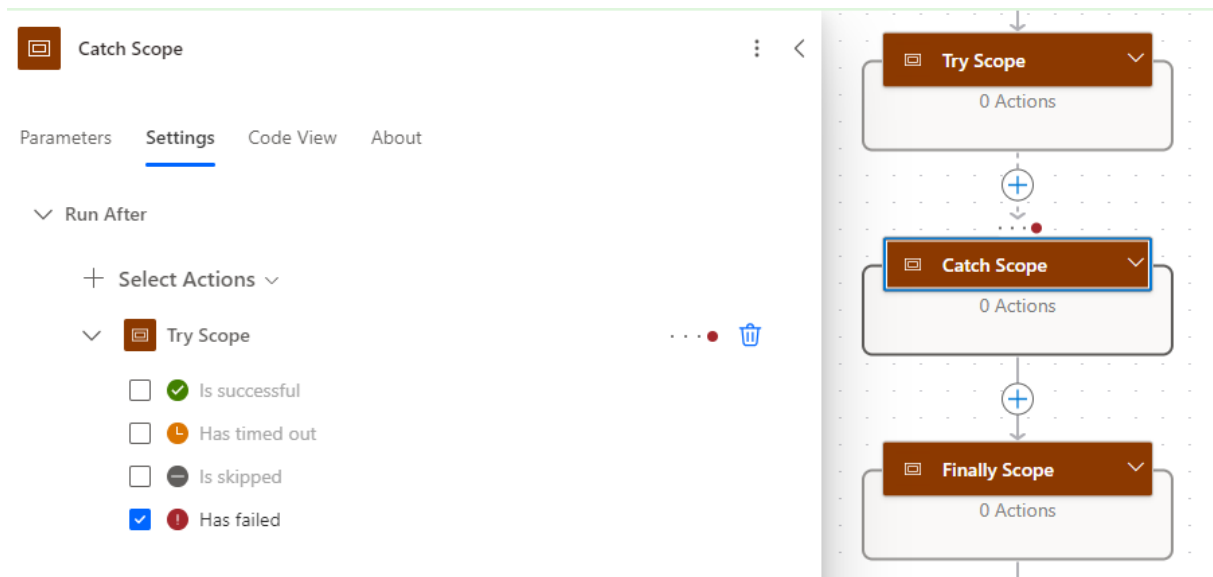 Catch Scope
Parameters Settings Code View About
Run After
Select Actions
Try Scope
Is successful
Has timed out
Is skipped
Has failed
Try Scope
0 Actions
Catch Scope
0 Actions
Finally Scope
0 Actions